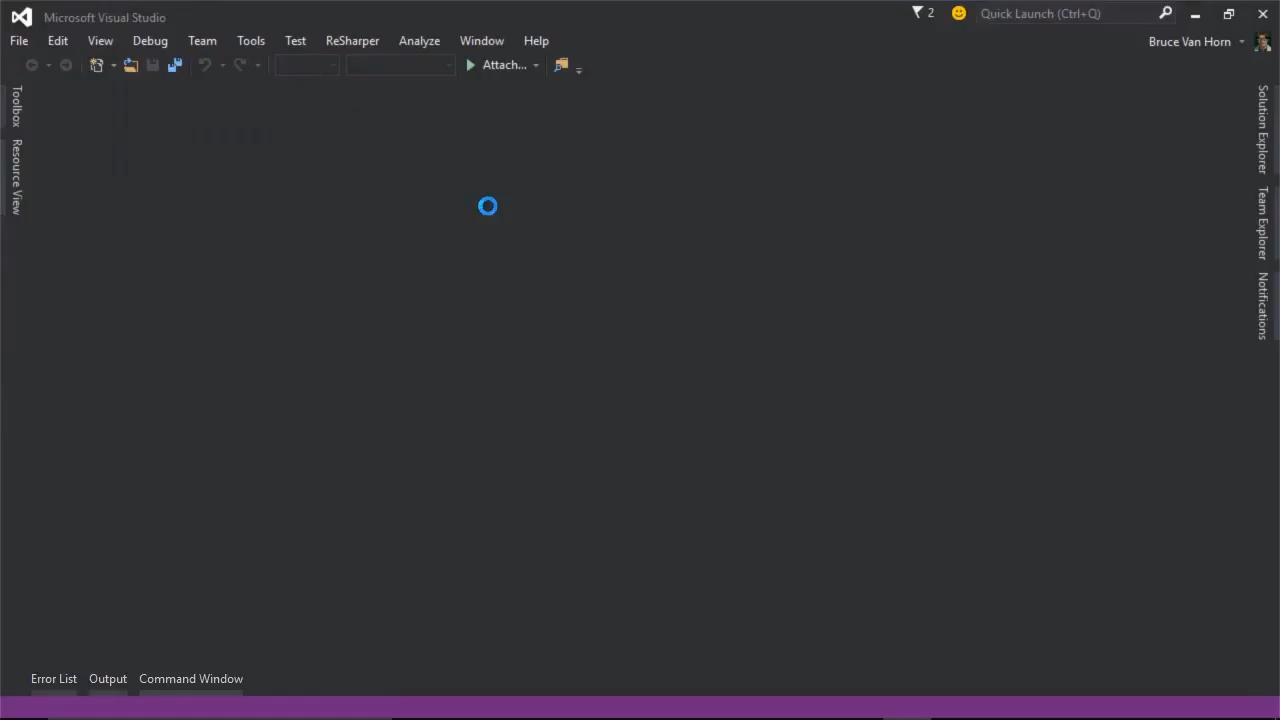 Microsoft Visual Studio
2
Quick Launch (Ctrl+Q)
File Edit View Debug Team Tools Test ReSharper Analyze Window Help
Bruce Van Horn
Attach...
Toolbox
Resource View
Solution Explorer
Team Explorer
Notifications
Error List Output Command Window